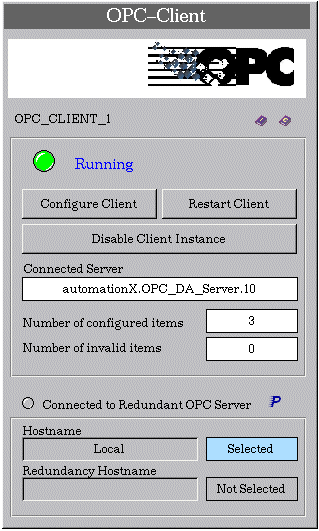 OPC-Client
OPC
OPC_CLIENT_1
Running
Configure Client Restart Client
Disable Client Instance
Connected Server
automationX.OPC_DA_Server.10
Number of configured items 3
Number of invalid items 0
Connected to Redundant OPC Server P
Hostname
Local Selected
Redundancy Hostname
Not Selected